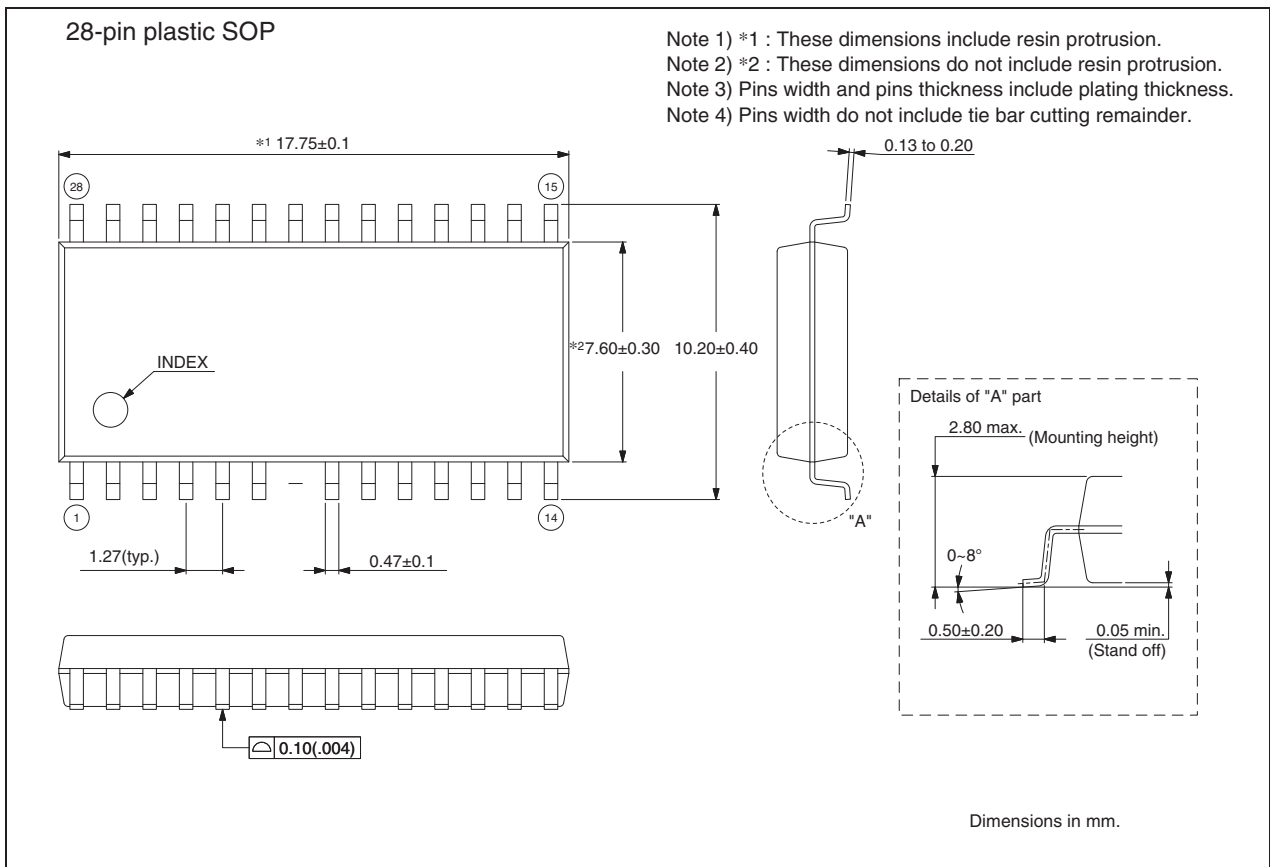 28-pin plastic SOP
Note 1) *1 : These dimensions include resin protrusion.
Note 2) *2 : These dimensions do not include resin protrusion.
Note 3) Pins width and pins thickness include plating thickness.
Note 4) Pins width do not include tie bar cutting remainder.
*1 17.75±0.1
0.13 to 0.20
28
15
INDEX
*2 7.60±0.30
10.20±0.40
1
14
"A"
1.27(typ.)
0.47±0.1
Details of "A" part
2.80 max.
(Mounting height)
0~8°
0.50±0.20
0.05 min.
(Stand off)
0.10(.004)
Dimensions in mm.